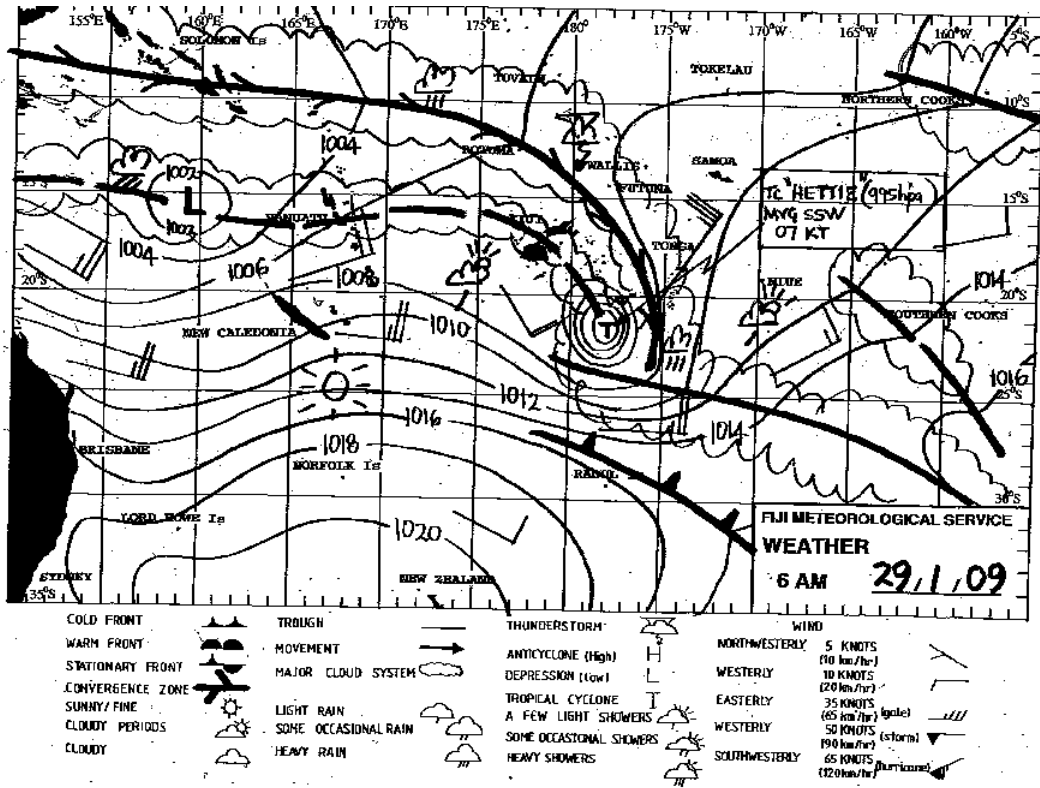 155°E 160°E 165°E 170°E 175°E 180° 175°W 170°W 165°W 160°W 5°S
SOLOMON Is
TUVALU
TOKELAU
NORTHERN COOKS
10°S
1004
ROTUMA
WALLIS
FUTUNA
SAMOA
1002
L
1002
TC "HETTIE" (995hpa)
MVG SSW
07 KT
15°S
VANUATU
FIJI
TONGA
1004
1006
1008
20°S
NIUE
1014
20°S
NEW CALEDONIA
1010
T
SOUTHERN COOKS
1012
1016
25°S
1016
1014
1018
BRISBANE
NORFOLK Is
RAOUL
30°S
LORD HOWE Is
1020
FIJI METEOROLOGICAL SERVICE
WEATHER
6 AM 29,1,09
SYDNEY
NEW ZEALAND
35°S
COLD FRONT
WARM FRONT
STATIONARY FRONT
CONVERGENCE ZONE
SUNNY/FINE
CLOUDY PERIODS
CLOUDY
TROUGH
MOVEMENT
MAJOR CLOUD SYSTEM
LIGHT RAIN
SOME OCCASIONAL RAIN
HEAVY RAIN
THUNDERSTORM
ANTICYCLONE (High) H
DEPRESSION (Low) L
TROPICAL CYCLONE T
A FEW LIGHT SHOWERS
SOME OCCASIONAL SHOWERS
HEAVY SHOWERS
WIND
NORTHWESTERLY 5 KNOTS
(10 km/hr)
WESTERLY 10 KNOTS
(20km/hr)
EASTERLY 35 KNOTS
(65 km/hr) (gale)
WESTERLY 50 KNOTS
(90km/hr) (storm)
SOUTHWESTERLY 65 KNOTS
(120km/hr) (hurricane)